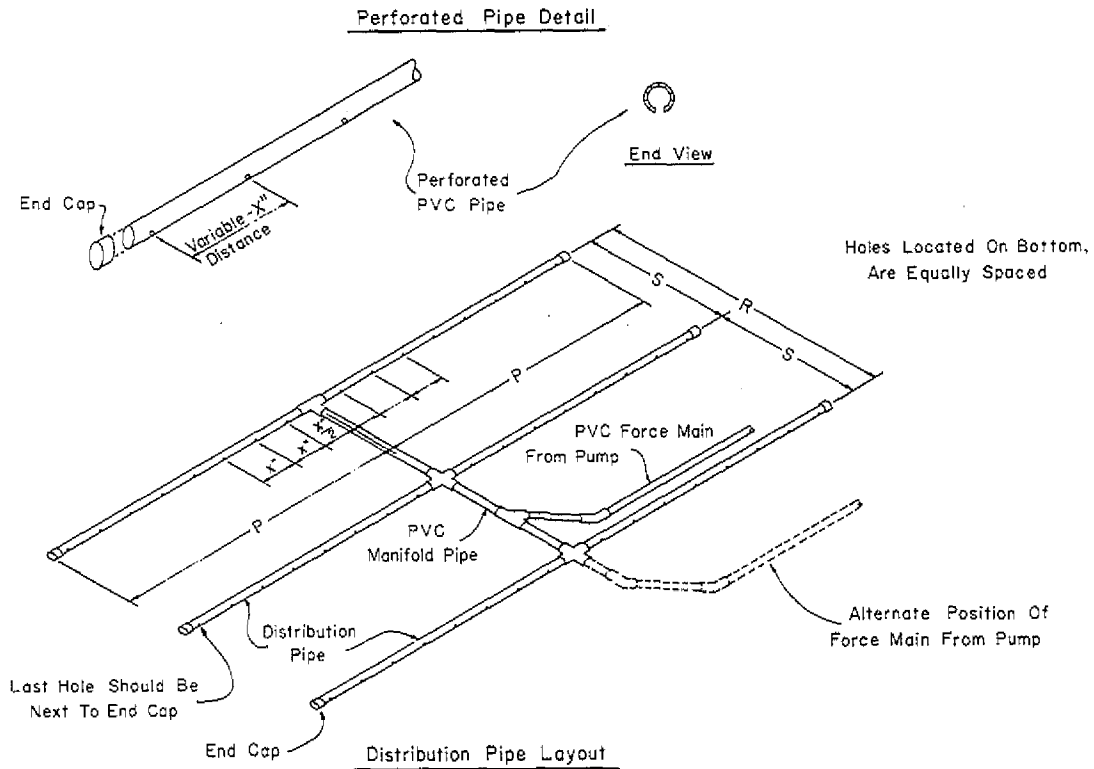 Perforated Pipe Detail
End View
Perforated
PVC Pipe
End Cap
Variable-X"
Distance
Holes Located On Bottom,
Are Equally Spaced
S
R
S
P
X/2
X"
X"
P
PVC Force Main
From Pump
PVC
Manifold Pipe
Alternate Position Of
Force Main From Pump
Distribution
Pipe
Last Hole Should Be
Next To End Cap
End Cap
Distribution Pipe Layout